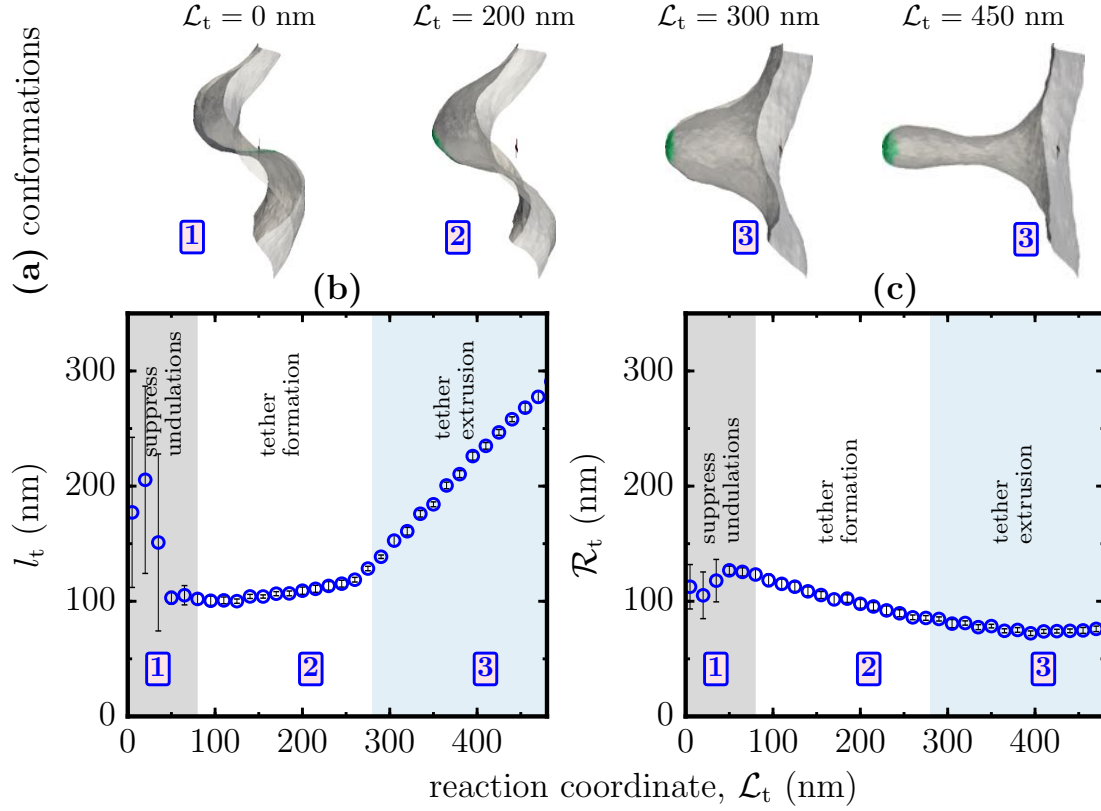 (a) conformations
ℒt = 0 nm
ℒt = 200 nm
ℒt = 300 nm
ℒt = 450 nm
1
2
3
3
(b)
(c)
lt (nm)
300
200
100
0
suppress
undulations
tether
formation
tether
extrusion
1
2
3
0
100
200
300
400
ℛt (nm)
300
200
100
0
suppress
undulations
tether
formation
tether
extrusion
1
2
3
0
100
200
300
400
reaction coordinate, ℒt (nm)